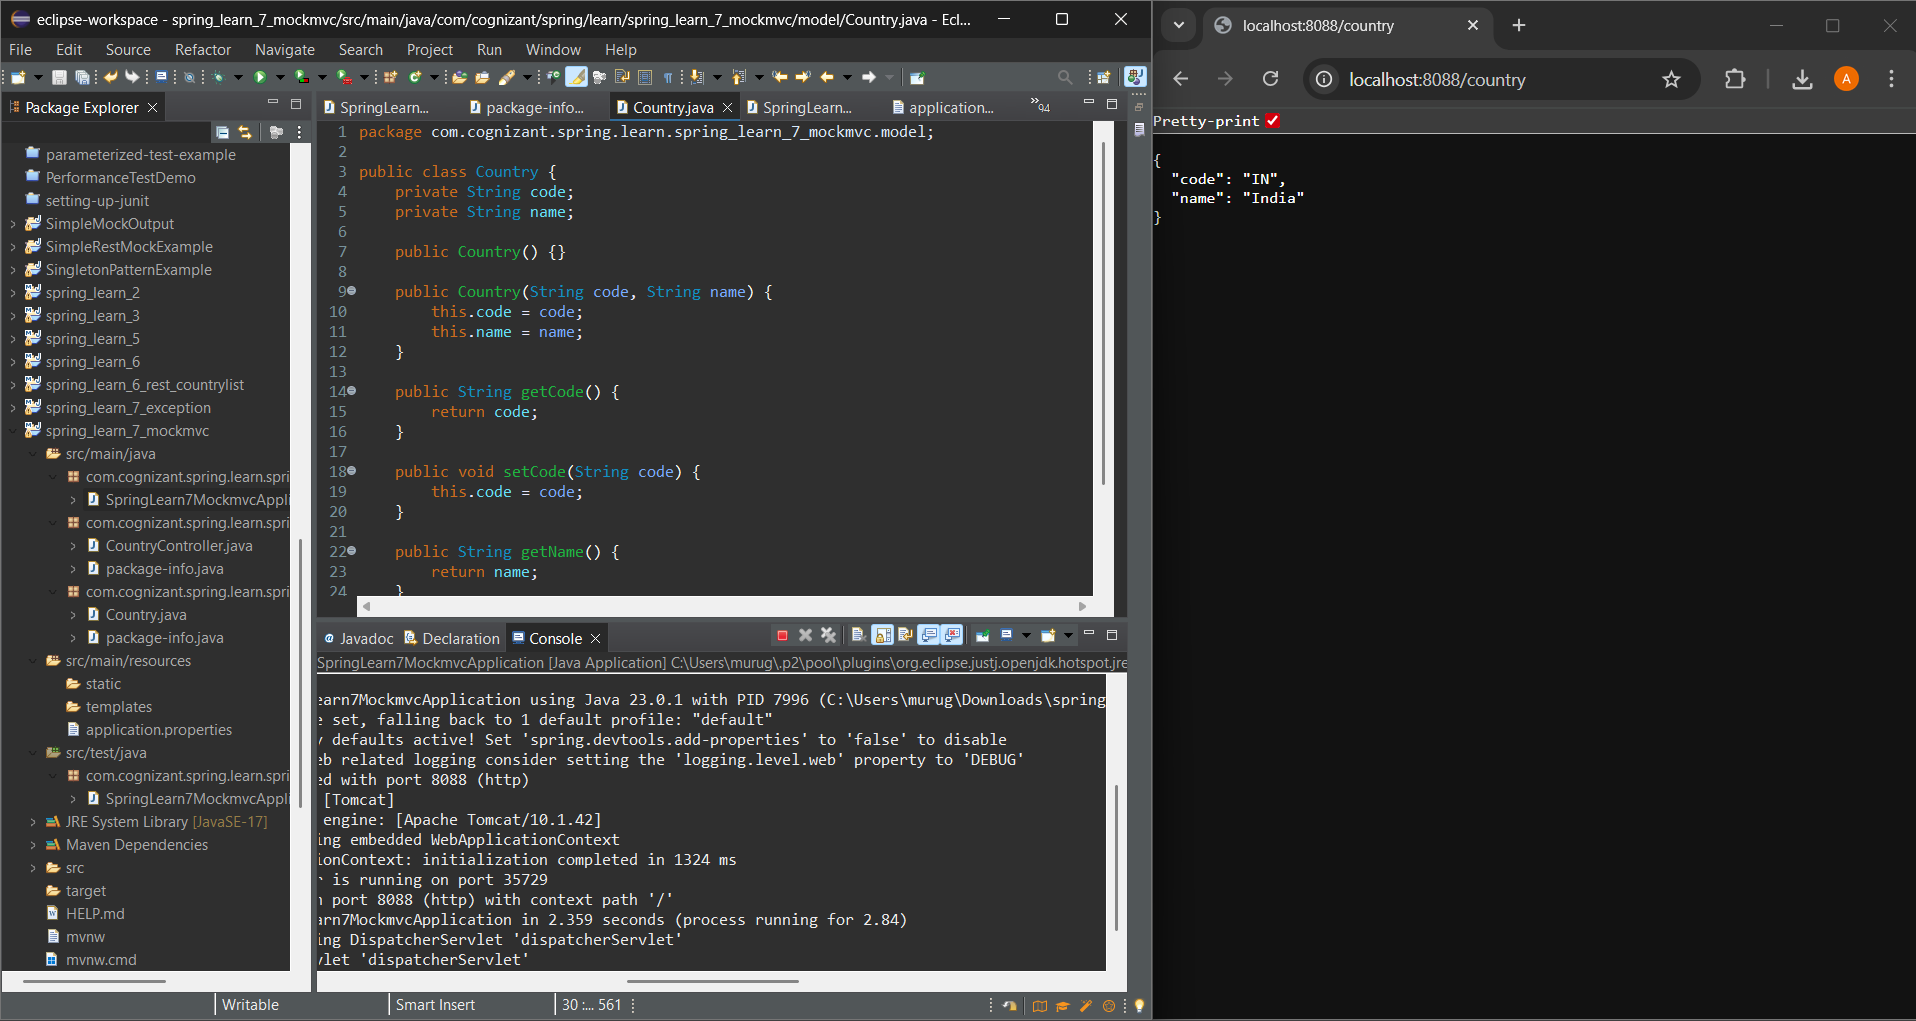 eclipse-workspace - spring_learn_7_mockmvc/src/main/java/com/cognizant/spring/learn/spring_learn_7_mockmvc/model/Country.java - Ecl...
File Edit Source Refactor Navigate Search Project Run Window Help
Package Explorer
parameterized-test-example
PerformanceTestDemo
setting-up-junit
SimpleMockOutput
SimpleRestMockExample
SingletonPatternExample
spring_learn_2
spring_learn_3
spring_learn_5
spring_learn_6
spring_learn_6_rest_countrylist
spring_learn_7_exception
spring_learn_7_mockmvc
src/main/java
com.cognizant.spring.learn.spri
SpringLearn7MockmvcAppli
com.cognizant.spring.learn.spri
CountryController.java
package-info.java
com.cognizant.spring.learn.spri
Country.java
package-info.java
src/main/resources
static
templates
application.properties
src/test/java
com.cognizant.spring.learn.spri
SpringLearn7MockmvcAppli
JRE System Library [JavaSE-17]
Maven Dependencies
src
target
HELP.md
mvnw
mvnw.cmd
SpringLearn... package-info... Country.java SpringLearn... application... »94
1 package com.cognizant.spring.learn.spring_learn_7_mockmvc.model;
2
3 public class Country {
4 private String code;
5 private String name;
6
7 public Country() {}
8
9 public Country(String code, String name) {
10 this.code = code;
11 this.name = name;
12 }
13
14 public String getCode() {
15 return code;
16 }
17
18 public void setCode(String code) {
19 this.code = code;
20 }
21
22 public String getName() {
23 return name;
24 }
Javadoc Declaration Console
SpringLearn7MockmvcApplication [Java Application] C:\Users\murug\.p2\pool\plugins\org.eclipse.justj.openjdk.hotspot.jre
earn7MockmvcApplication using Java 23.0.1 with PID 7996 (C:\Users\murug\Downloads\spring
e set, falling back to 1 default profile: "default"
y defaults active! Set 'spring.devtools.add-properties' to 'false' to disable
eb related logging consider setting the 'logging.level.web' property to 'DEBUG'
ed with port 8088 (http)
[Tomcat]
engine: [Apache Tomcat/10.1.42]
ing embedded WebApplicationContext
ionContext: initialization completed in 1324 ms
r is running on port 35729
n port 8088 (http) with context path '/'
arn7MockmvcApplication in 2.359 seconds (process running for 2.84)
ing DispatcherServlet 'dispatcherServlet'
vlet 'dispatcherServlet'
Writable Smart Insert 30 :... 561
localhost:8088/country
localhost:8088/country
A
Pretty-print
{
"code": "IN",
"name": "India"
}